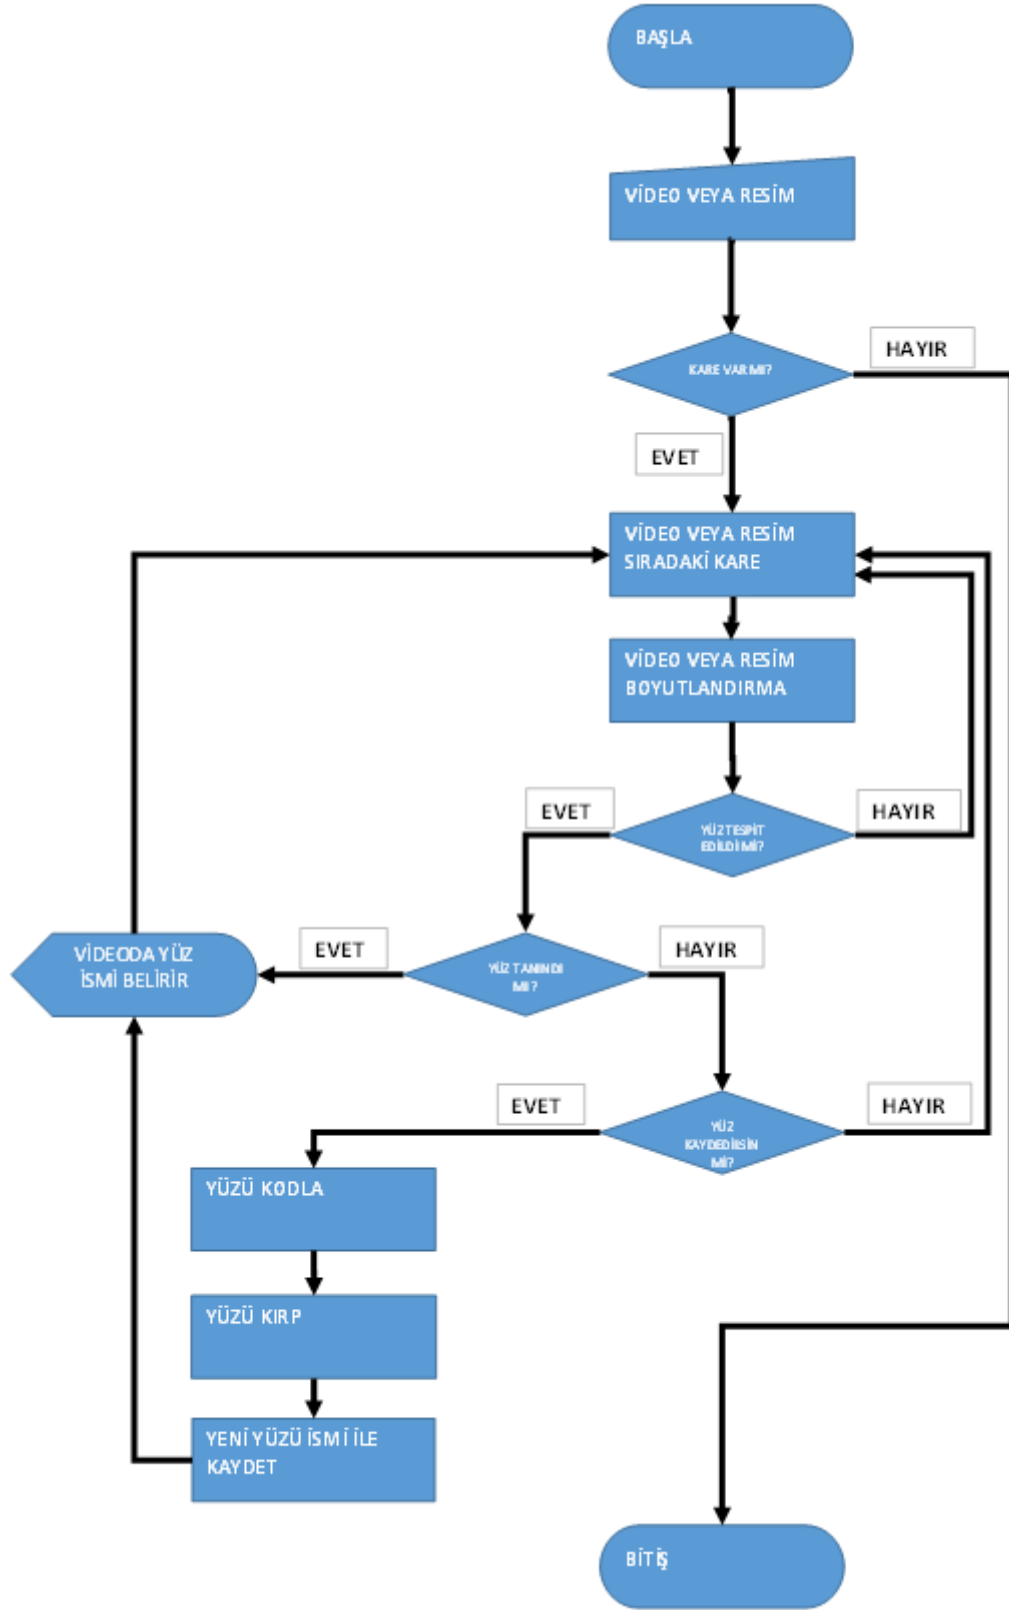 BAŞLA
VİDEO VEYA RESİM
KARE VAR MI?
HAYIR
EVET
VİDEO VEYA RESİM
SIRADAKİ KARE
VİDEO VEYA RESİM
BOYUTLANDIRMA
YÜZ TESPİT
EDİLDİ Mİ?
EVET
HAYIR
YÜZ TANINDI
MI?
EVET
HAYIR
VİDEODA YÜZ
İSMİ BELİRİR
YÜZ
KAYDEDİLSİN
Mİ?
EVET
HAYIR
YÜZÜ KODLA
YÜZÜ KIRP
YENİ YÜZÜ İSMİ İLE
KAYDET
BİTİŞ